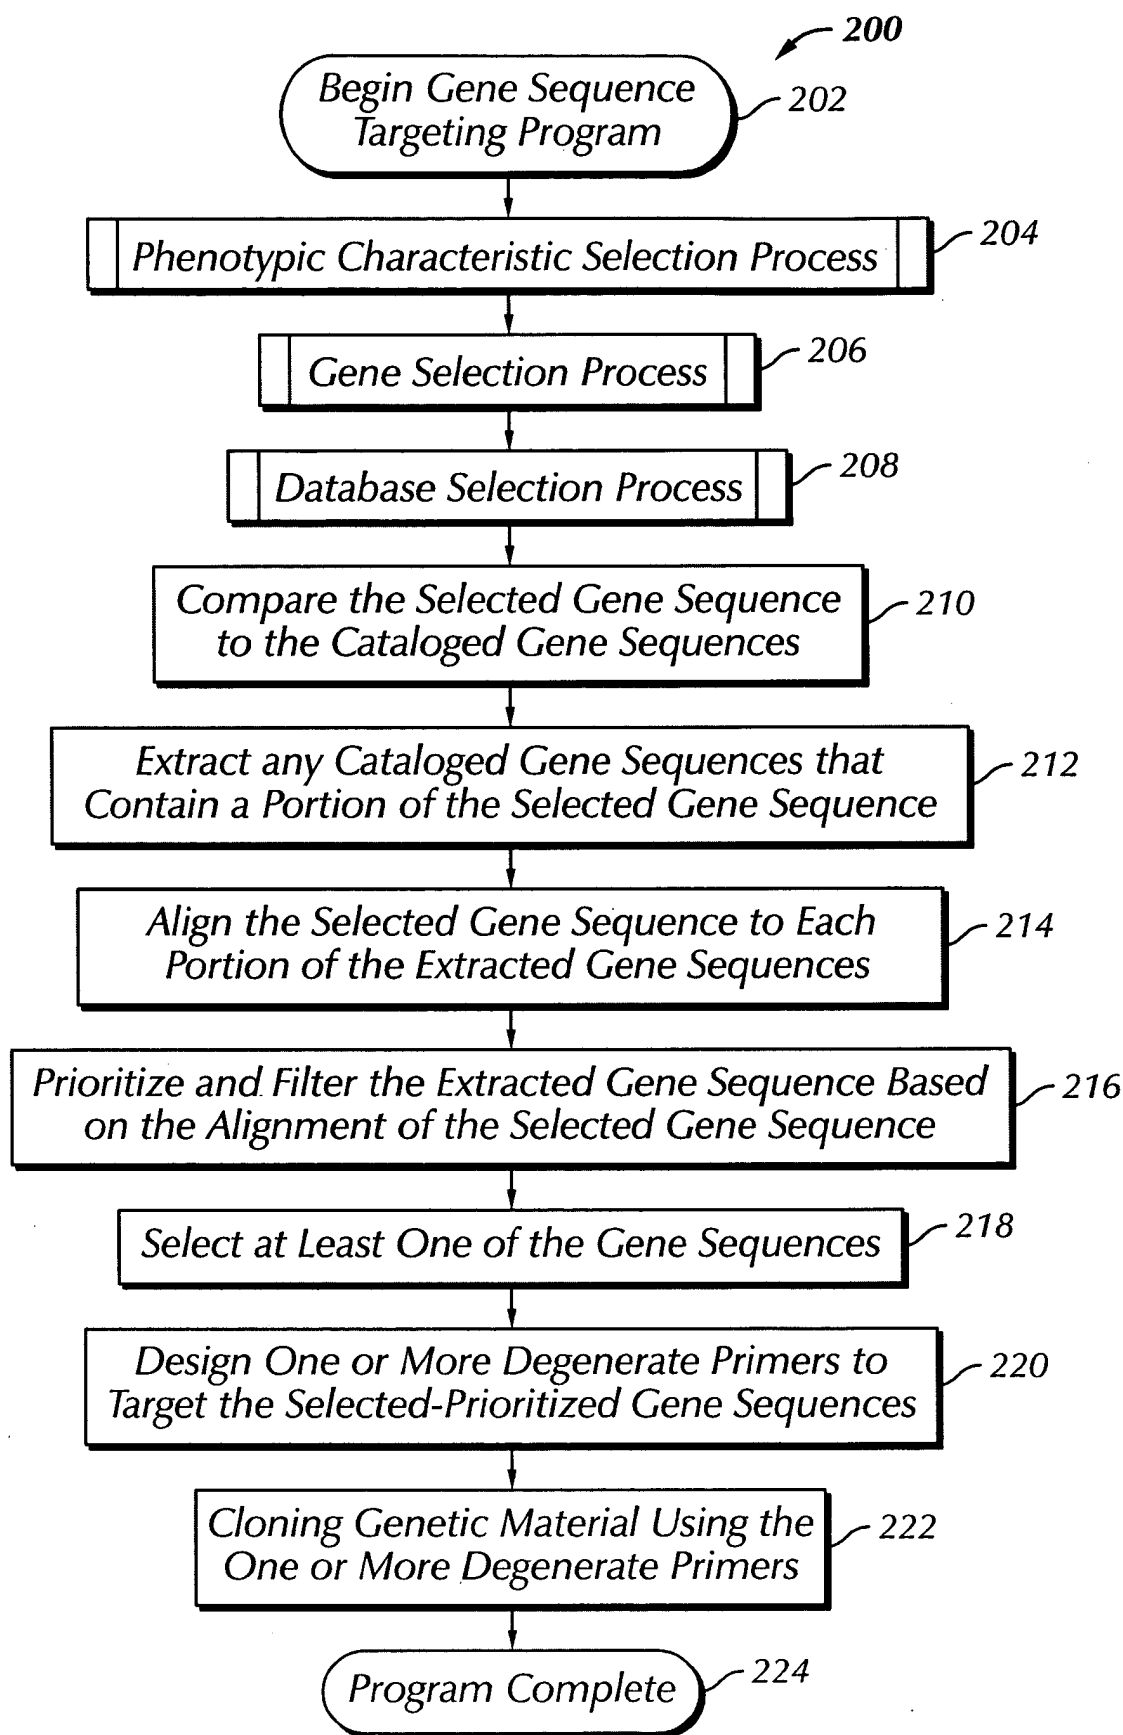 200
Begin Gene Sequence
Targeting Program
202
Phenotypic Characteristic Selection Process
204
Gene Selection Process
206
Database Selection Process
208
Compare the Selected Gene Sequence
to the Cataloged Gene Sequences
210
Extract any Cataloged Gene Sequences that
Contain a Portion of the Selected Gene Sequence
212
Align the Selected Gene Sequence to Each
Portion of the Extracted Gene Sequences
214
Prioritize and Filter the Extracted Gene Sequence Based
on the Alignment of the Selected Gene Sequence
216
Select at Least One of the Gene Sequences
218
Design One or More Degenerate Primers to
Target the Selected-Prioritized Gene Sequences
220
Cloning Genetic Material Using the
One or More Degenerate Primers
222
Program Complete
224